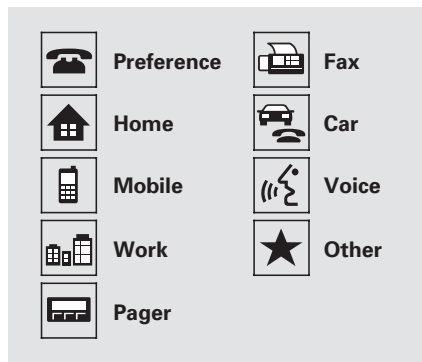 Preference
Home
Mobile
Work
Pager
Fax
Car
Voice
Other